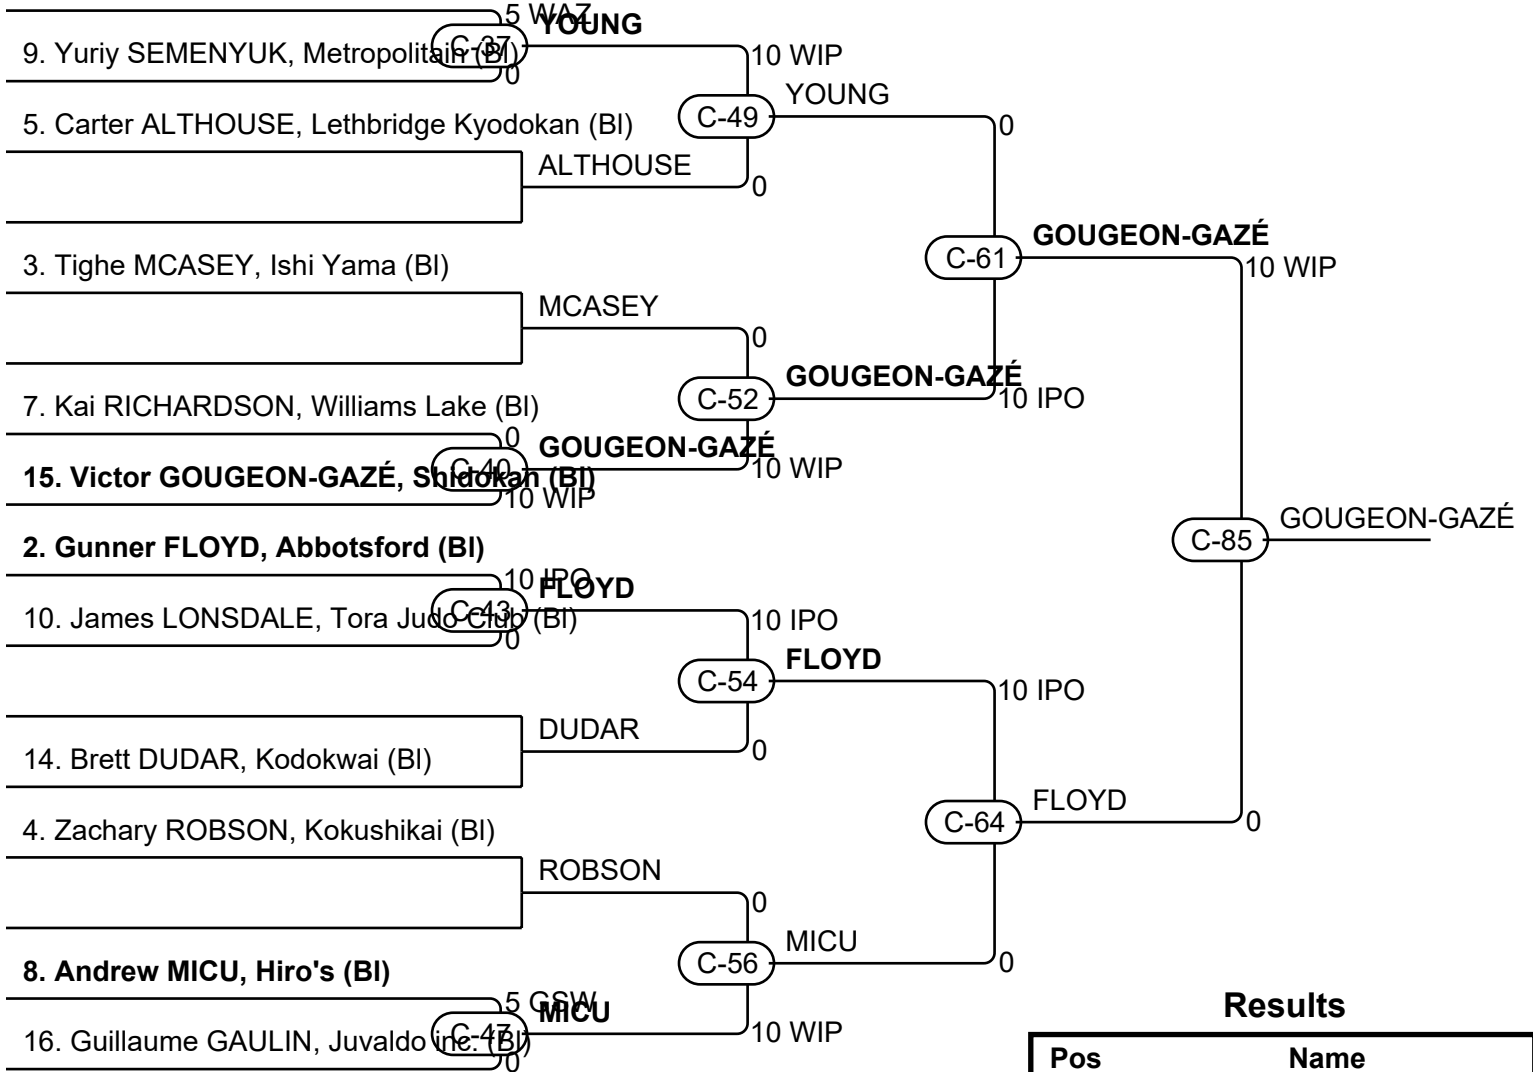 5 WAZ
YOUNG
9. Yuriy SEMENYUK, Metropolitain (Bl)
C-37
0
10 WIP
YOUNG
5. Carter ALTHOUSE, Lethbridge Kyodokan (Bl)
C-49
0
ALTHOUSE
0
GOUGEON-GAZÉ
3. Tighe MCASEY, Ishi Yama (Bl)
C-61
10 WIP
MCASEY
0
GOUGEON-GAZÉ
7. Kai RICHARDSON, Williams Lake (Bl)
C-52
10 IPO
0
GOUGEON-GAZÉ
15. Victor GOUGEON-GAZÉ, Shidokan (Bl)
C-40
10 WIP
10 WIP
GOUGEON-GAZÉ
C-85
2. Gunner FLOYD, Abbotsford (Bl)
10 IPO
FLOYD
10. James LONSDALE, Tora Judo Club (Bl)
C-43
0
10 IPO
FLOYD
C-54
10 IPO
DUDAR
0
14. Brett DUDAR, Kodokwai (Bl)
FLOYD
C-64
0
4. Zachary ROBSON, Kokushikai (Bl)
ROBSON
0
MICU
8. Andrew MICU, Hiro's (Bl)
C-56
0
5 GSW
MICU
16. Guillaume GAULIN, Juvaldo inc. (Bl)
C-47
0
10 WIP
Results
Pos Name